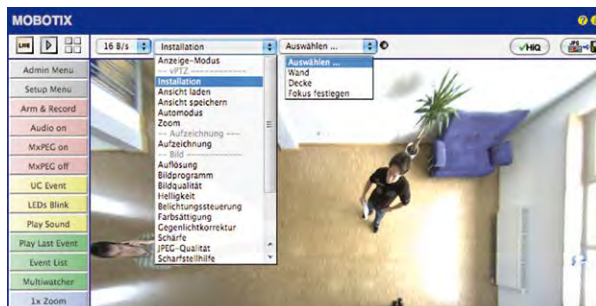 MOBOTIX
LIVE
16 B/s
Installation
Auswählen ...
HiQ
Admin Menu
Setup Menu
Arm & Record
Audio on
MxPEG on
MxPEG off
UC Event
LEDs Blink
Play Sound
Play Last Event
Event List
Multiwatcher
1x Zoom
Anzeige-Modus
-- vPTZ --------------
Installation
Ansicht laden
Ansicht speichern
Automodus
Zoom
-- Aufzeichnung ----
Aufzeichnung
-- Bild --------------
Auflösung
Bildprogramm
Bildqualität
Helligkeit
Belichtungssteuerung
Farbsättigung
Gegenlichtkorrektur
Schärfe
JPEG-Qualität
Scharfstellhilfe
Auswählen ...
Wand
Decke
Fokus festlegen